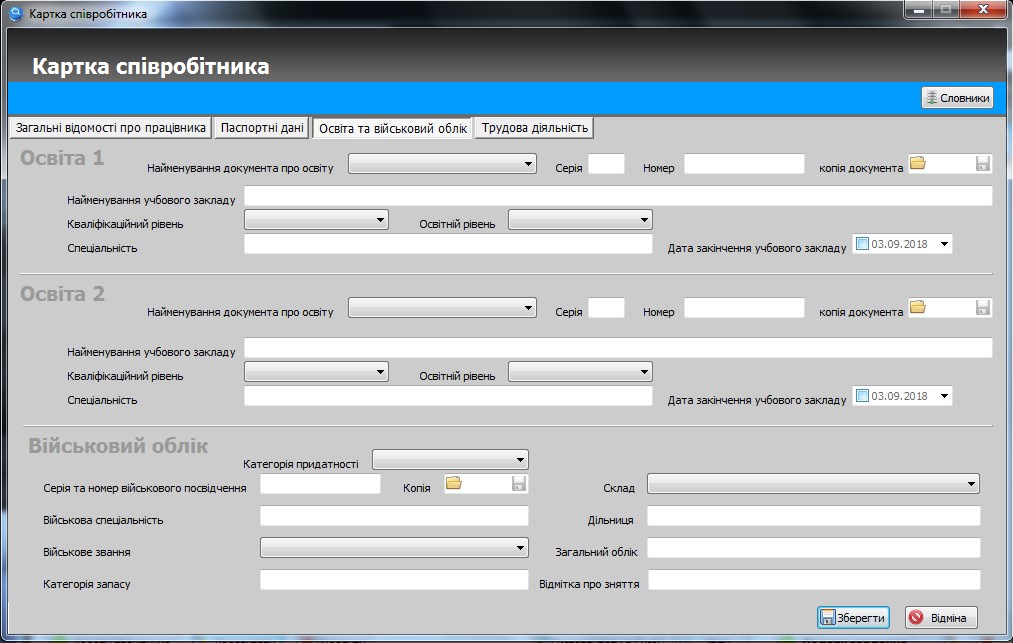 Картка співробітника
Картка співробітника
Словники
Загальні відомості про працівника Паспортні дані Освіта та військовий облік Трудова діяльність
Освіта 1
Найменування документа про освіту Серія Номер копія документа
Найменування учбового закладу
Кваліфікаційний рівень Освітній рівень
Спеціальність Дата закінчення учбового закладу 03.09.2018
Освіта 2
Найменування документа про освіту Серія Номер копія документа
Найменування учбового закладу
Кваліфікаційний рівень Освітній рівень
Спеціальність Дата закінчення учбового закладу 03.09.2018
Військовий облік
Категорія придатності
Серія та номер військового посвідчення Копія Склад
Військова спеціальність Дільниця
Військове звання Загальний облік
Категорія запасу Відмітка про зняття
Зберегти Відміна